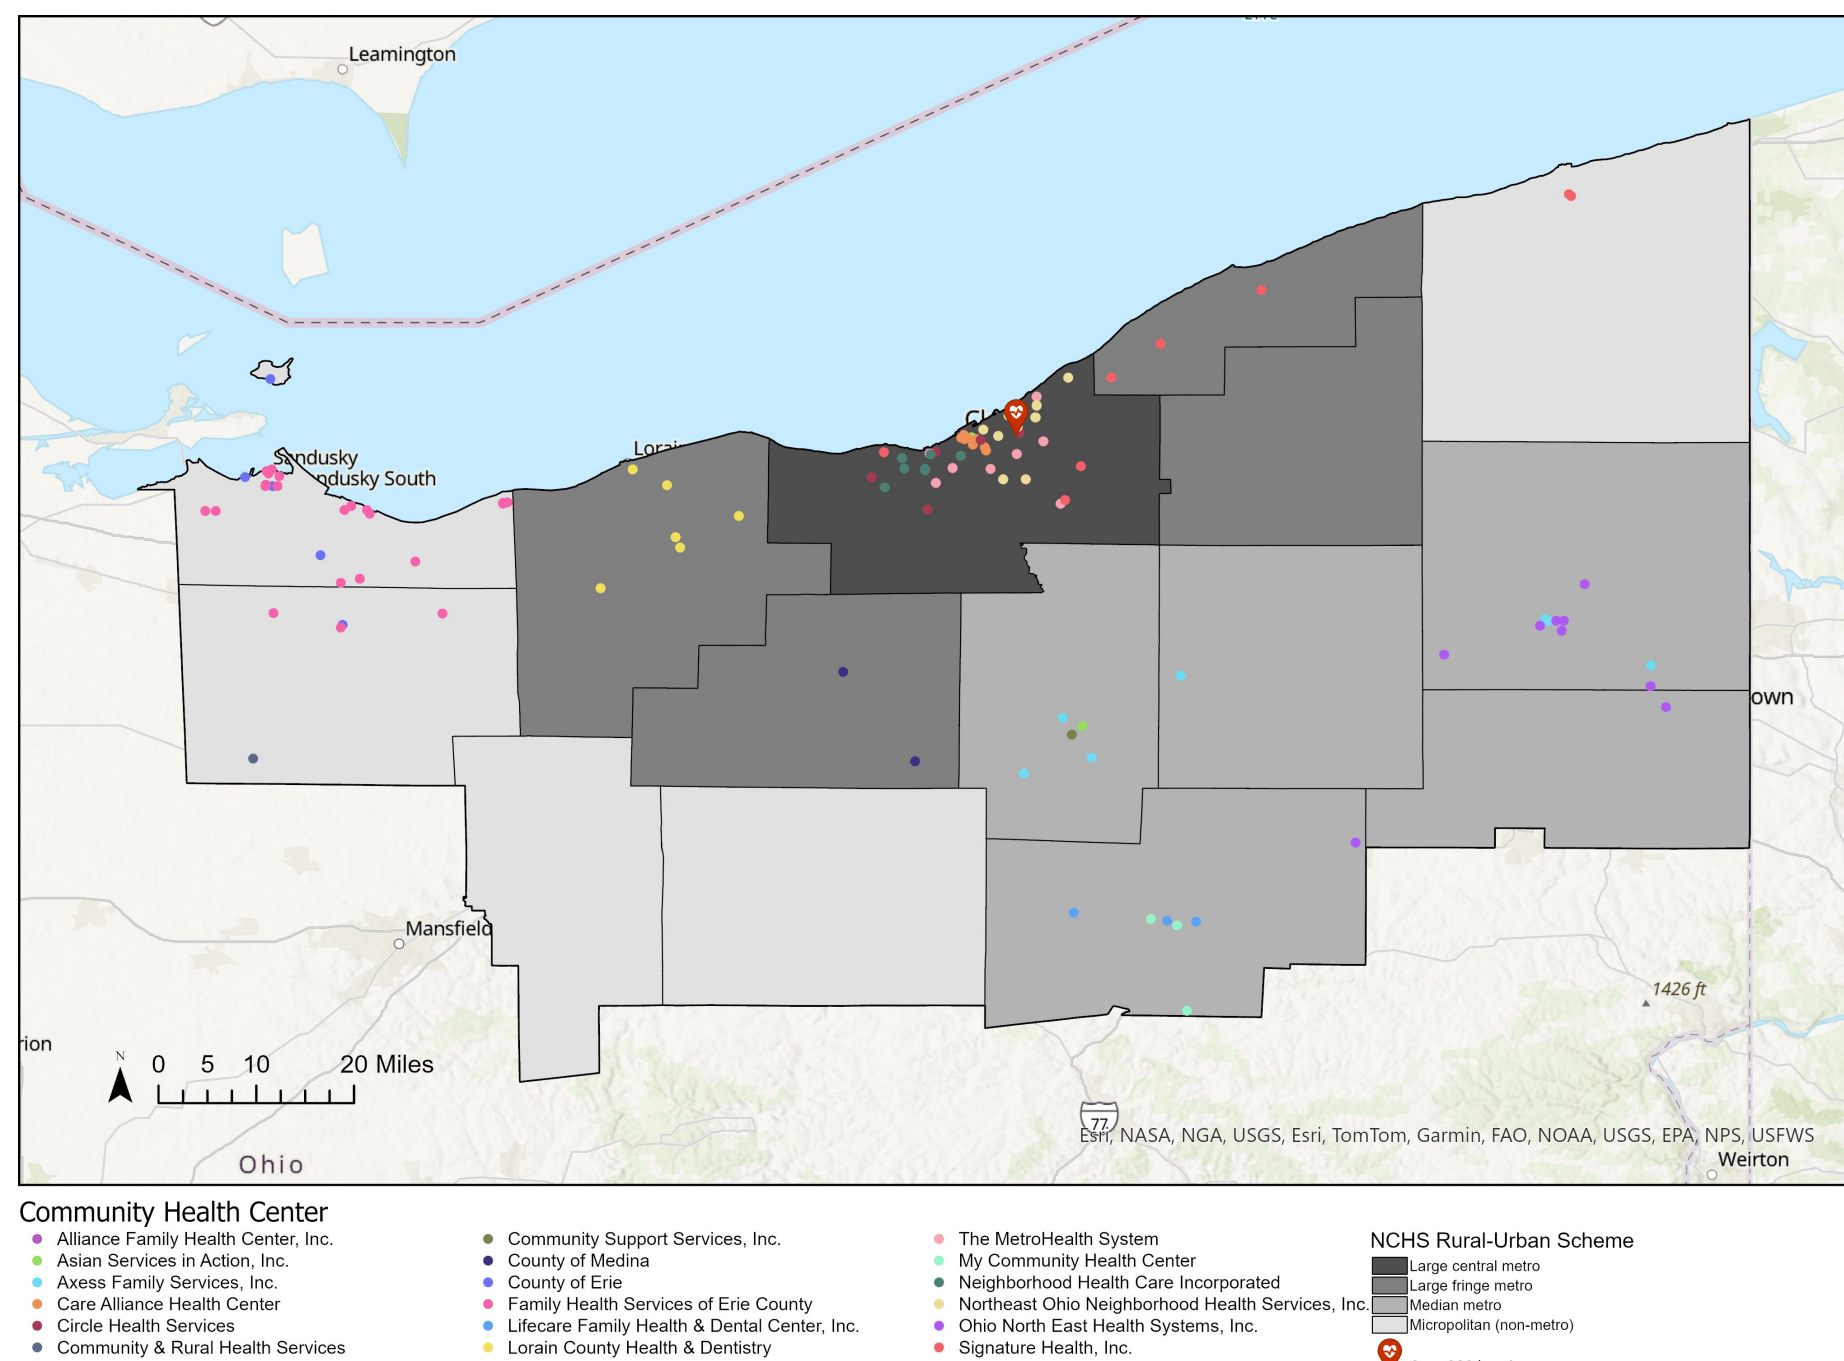 Leamington
Lorain
Sandusky
ndusky South
own
Mansfield
1426 ft
rion
N
0 5 10 20 Miles
77
Esri, NASA, NGA, USGS, Esri, TomTom, Garmin, FAO, NOAA, USGS, EPA, NPS, USFWS
Ohio
Weirton
Community Health Center
Alliance Family Health Center, Inc.
Asian Services in Action, Inc.
Axess Family Services, Inc.
Care Alliance Health Center
Circle Health Services
Community & Rural Health Services
Community Support Services, Inc.
County of Medina
County of Erie
Family Health Services of Erie County
Lifecare Family Health & Dental Center, Inc.
Lorain County Health & Dentistry
The MetroHealth System
My Community Health Center
Neighborhood Health Care Incorporated
Northeast Ohio Neighborhood Health Services, Inc.
Ohio North East Health Systems, Inc.
Signature Health, Inc.
NCHS Rural-Urban Scheme
Large central metro
Large fringe metro
Median metro
Micropolitan (non-metro)